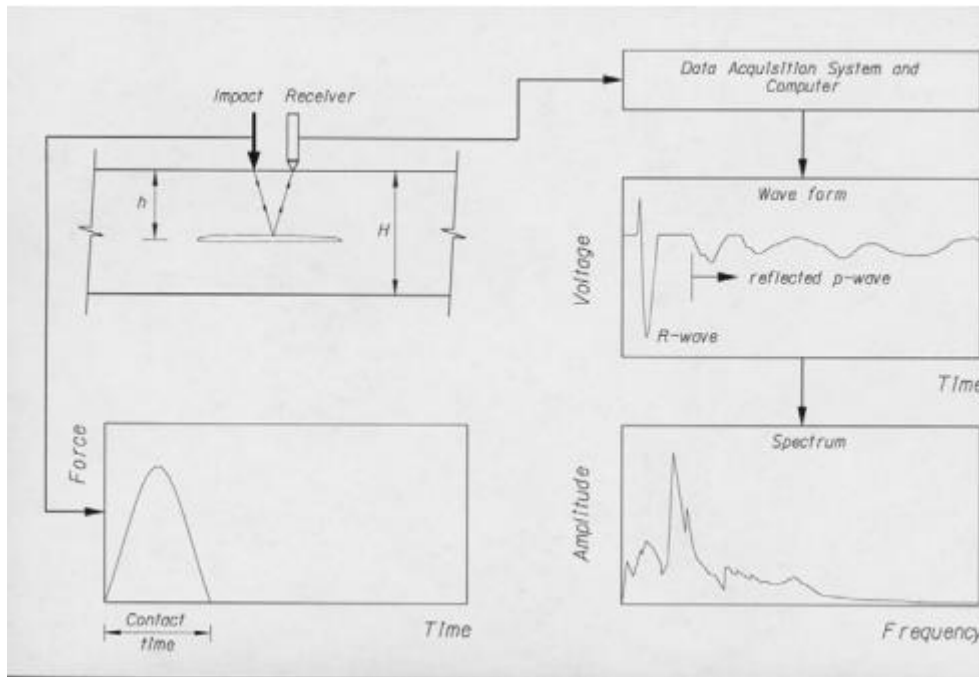 Impact Receiver
Data Acquisition System and
Computer
h
H
Wave form
Voltage
reflected p-wave
R-wave
Time
Force
Contact
time
Time
Spectrum
Amplitude
Frequency